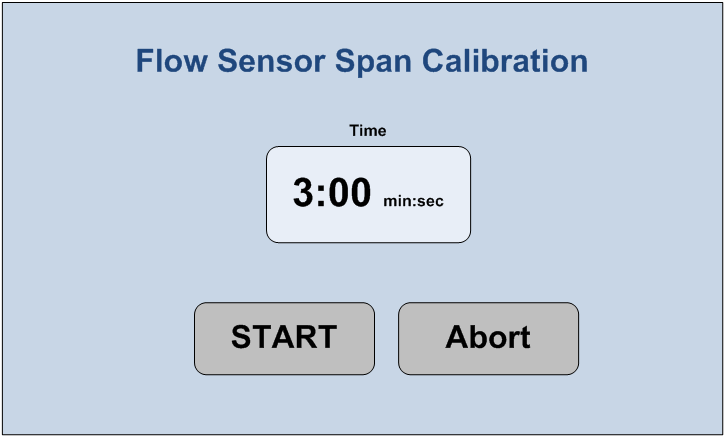 Flow Sensor Span Calibration
Time
3:00 min:sec
START Abort